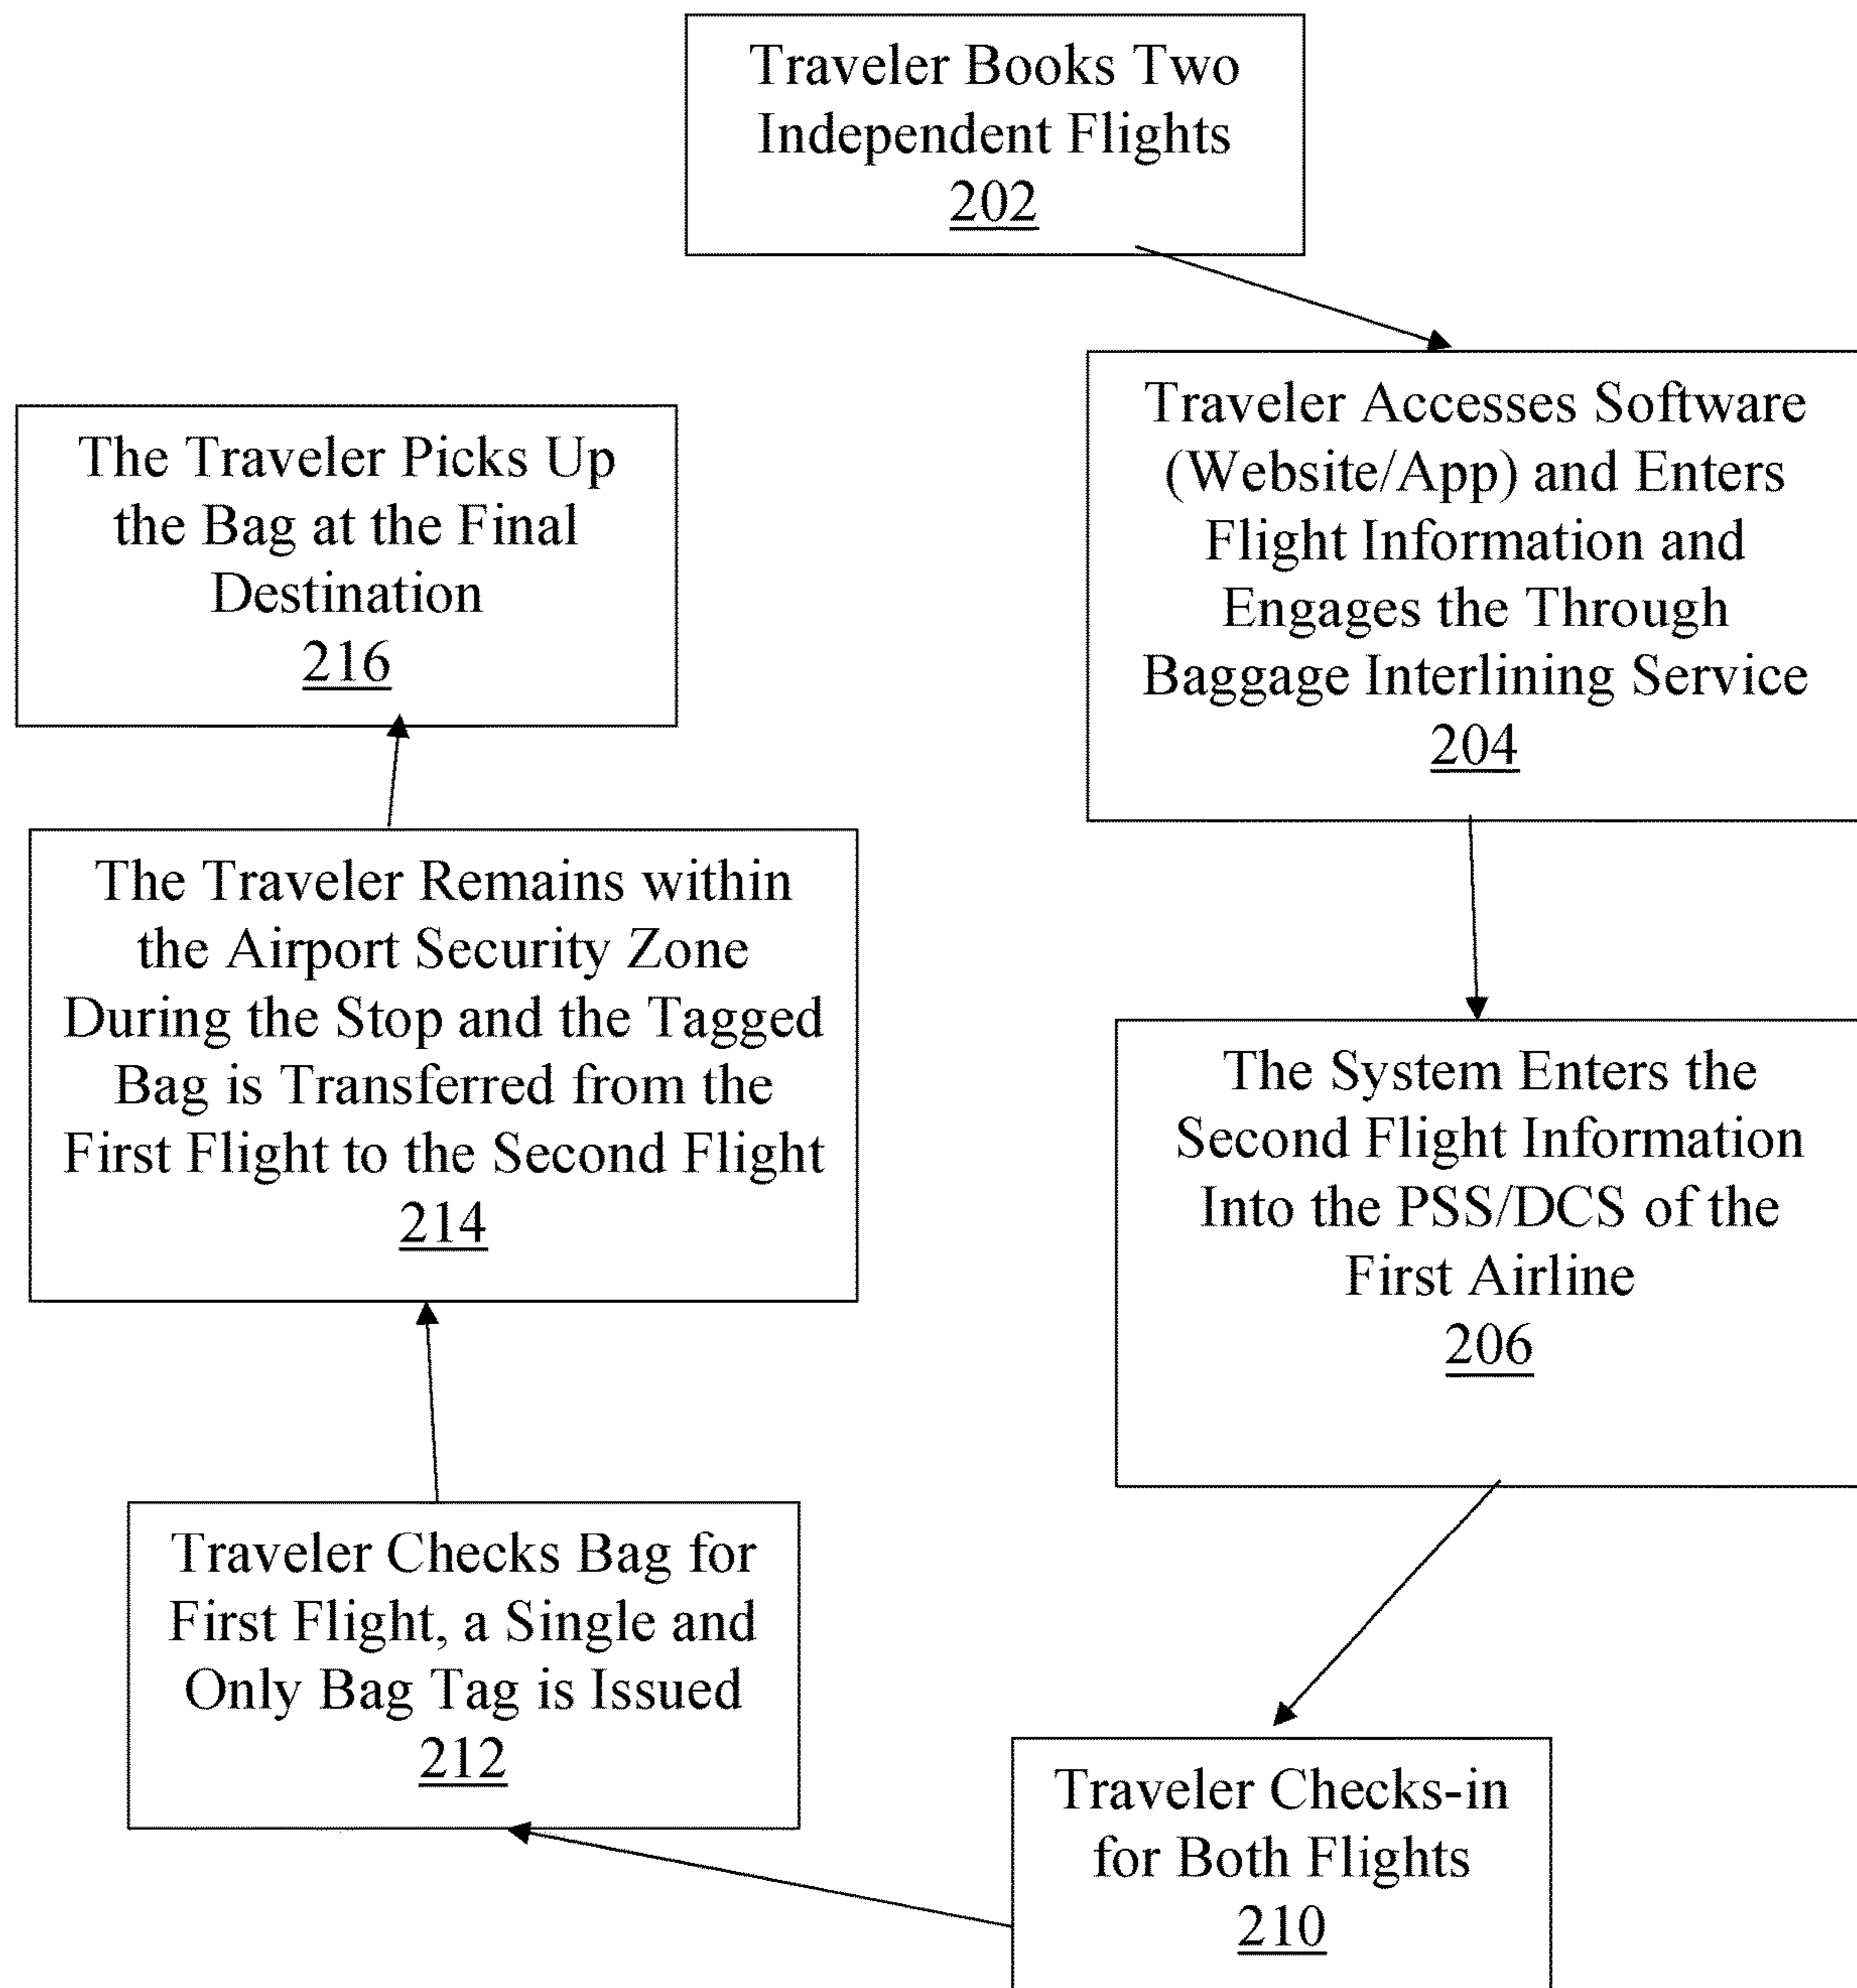 Traveler Books Two
Independent Flights
202
Traveler Accesses Software
(Website/App) and Enters
Flight Information and
Engages the Through
Baggage Interlining Service
204
The System Enters the
Second Flight Information
Into the PSS/DCS of the
First Airline
206
Traveler Checks-in
for Both Flights
210
Traveler Checks Bag for
First Flight, a Single and
Only Bag Tag is Issued
212
The Traveler Remains within
the Airport Security Zone
During the Stop and the Tagged
Bag is Transferred from the
First Flight to the Second Flight
214
The Traveler Picks Up
the Bag at the Final
Destination
216